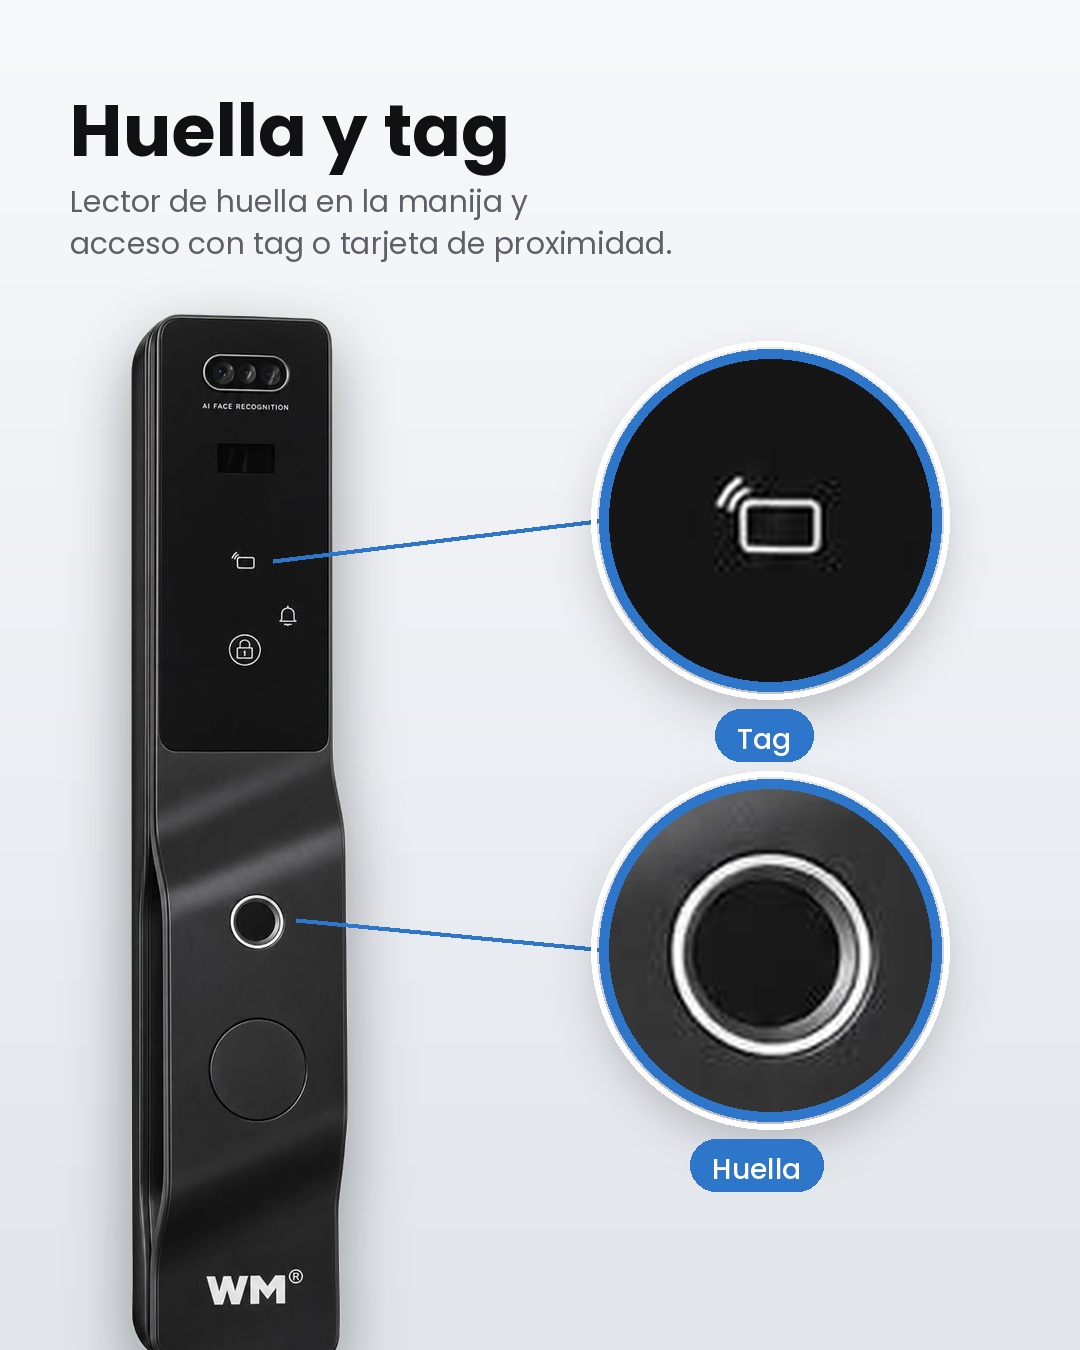 Huella y tag
Lector de huella en la manija y
acceso con tag o tarjeta de proximidad.
AI FACE RECOGNITION
Tag
Huella
WM®